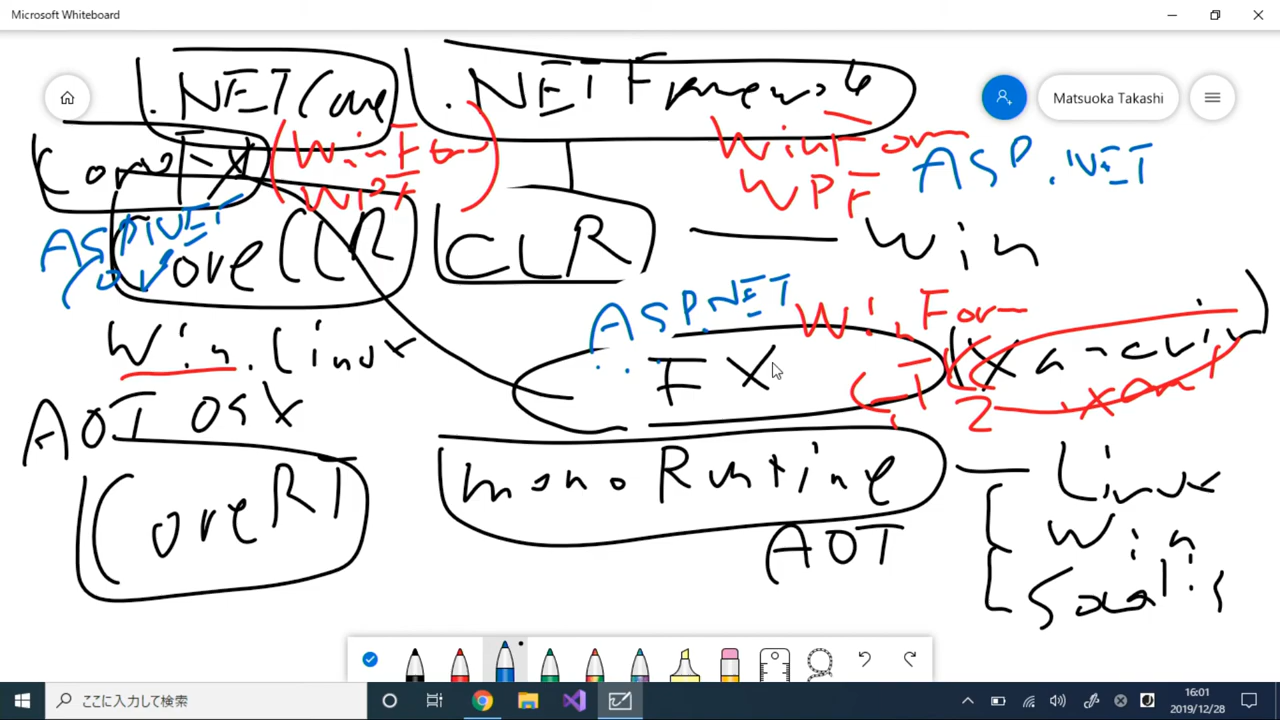 Microsoft Whiteboard
Matsuoka Takashi
.NET Core
.NET Framework
CoreFX
(WinForm
WPF)
WinForm
WPF
ASP.NET
ASP.NET
Core
CoreCLR
CLR
Win
Win.Linux
OSX
AOT
CoreRT
ASP.NET
WinForm
FX
(Xamarin)
mono Runtime
AOT
Linux
Win
ここに入力して検索
16:01
2019/12/28